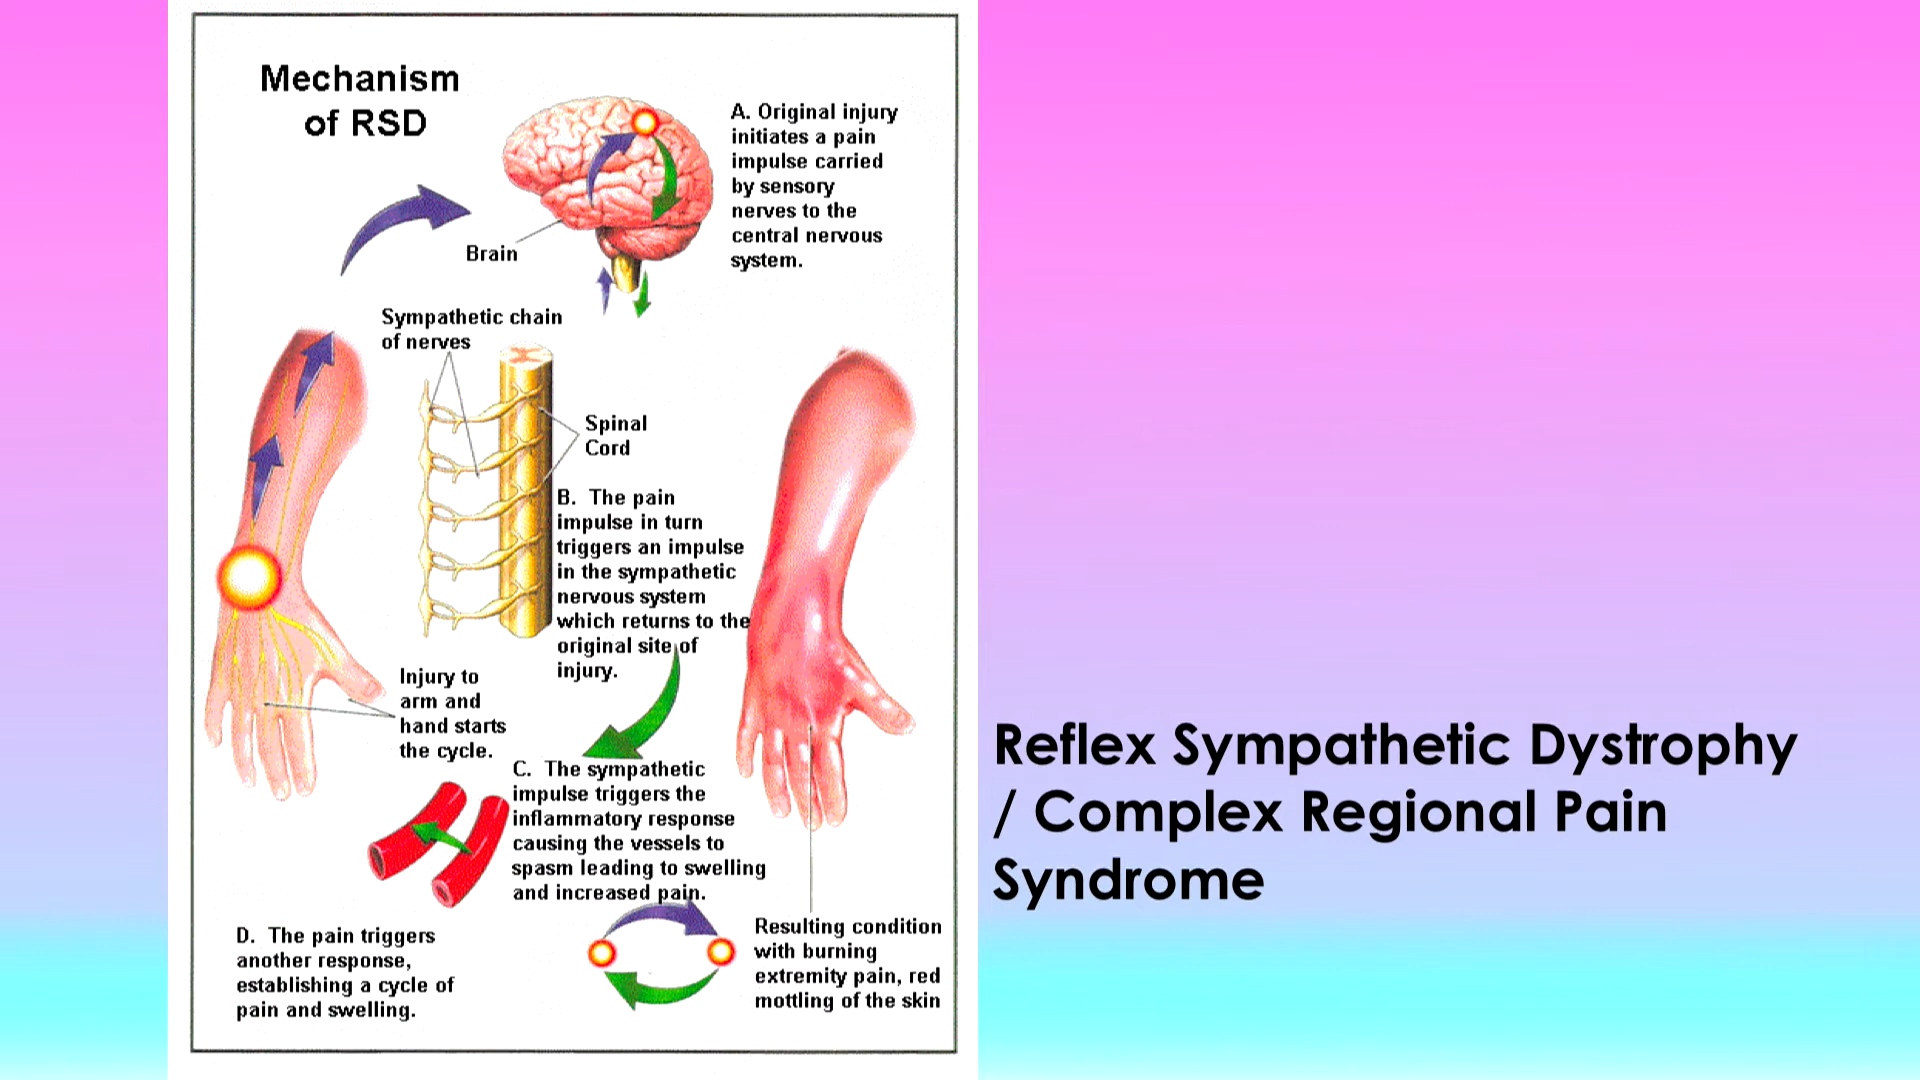 Mechanism
of RSD
A. Original injury
initiates a pain
impulse carried
by sensory
nerves to the
central nervous
system.
Brain
Sympathetic chain
of nerves
Spinal
Cord
B.  The pain
impulse in turn
triggers an impulse
in the sympathetic
nervous system
which returns to the
original site of
injury.
Injury to
arm and
hand starts
the cycle.
C.  The sympathetic
impulse triggers the
inflammatory response
causing the vessels to
spasm leading to swelling
and increased pain.
D.  The pain triggers
another response,
establishing a cycle of
pain and swelling.
Resulting condition
with burning
extremity pain, red
mottling of the skin
Reflex Sympathetic Dystrophy
/ Complex Regional Pain
Syndrome